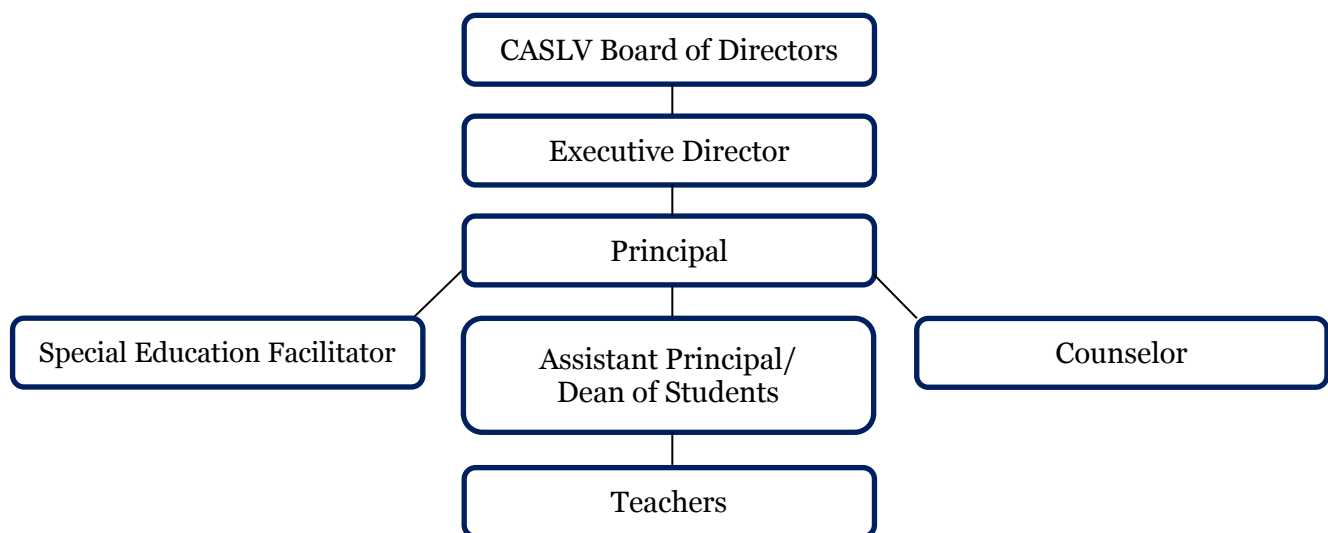 CASLV Board of Directors
Executive Director
Principal
Special Education Facilitator
Assistant Principal/
Dean of Students
Counselor
Teachers